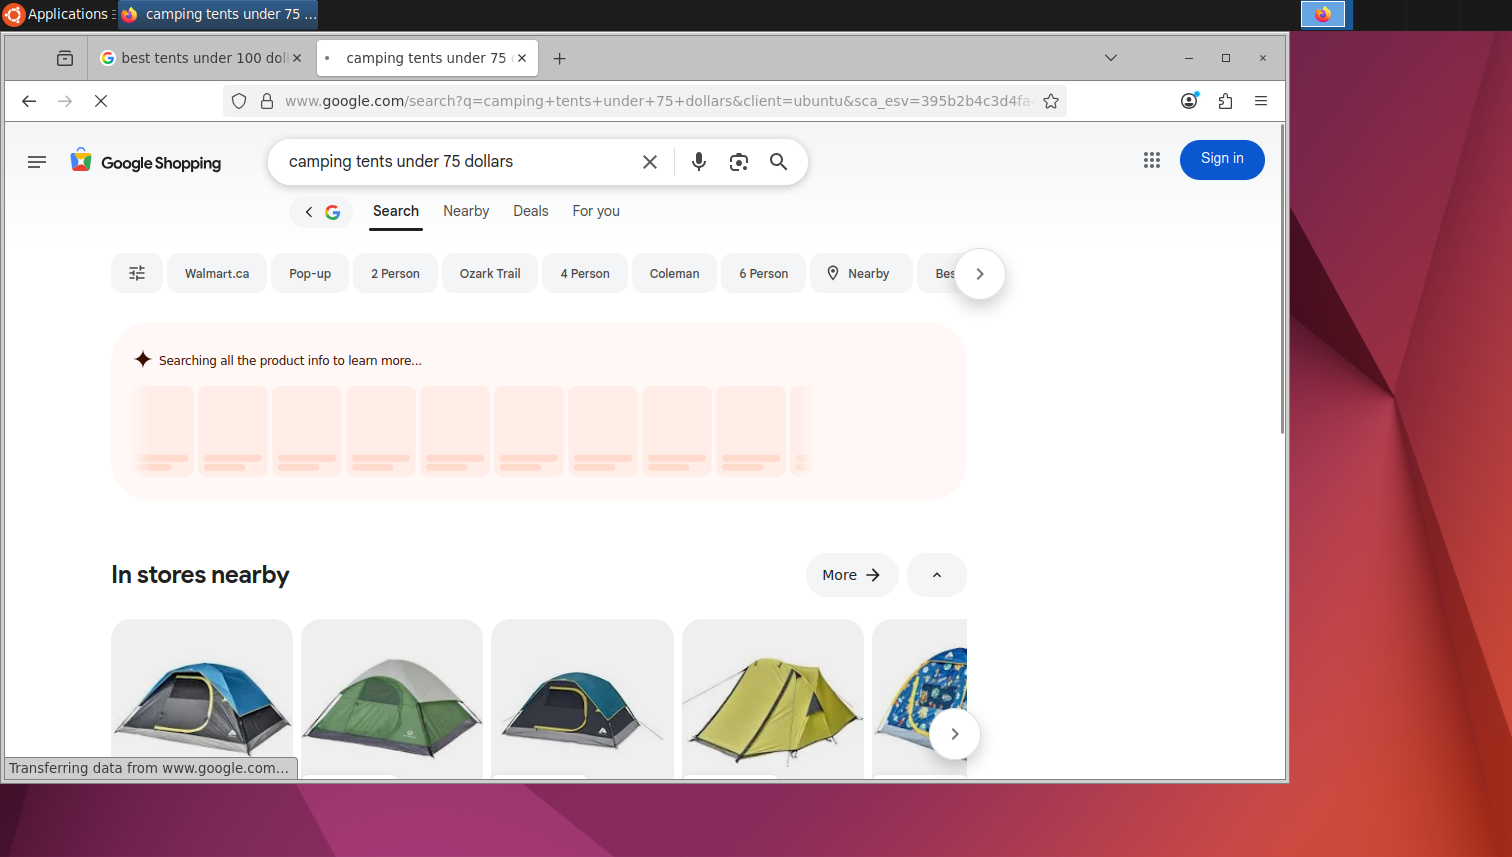 Applications
camping tents under 75 ...
best tents under 100 dol
camping tents under 75
www.google.com/search?q=camping+tents+under+75+dollars&client=ubuntu&sca_esv=395b2b4c3d4fa
Google Shopping
camping tents under 75 dollars
Sign in
Search
Nearby
Deals
For you
Walmart.ca
Pop-up
2 Person
Ozark Trail
4 Person
Coleman
6 Person
Nearby
Bes
Searching all the product info to learn more...
In stores nearby
More
Transferring data from www.google.com...